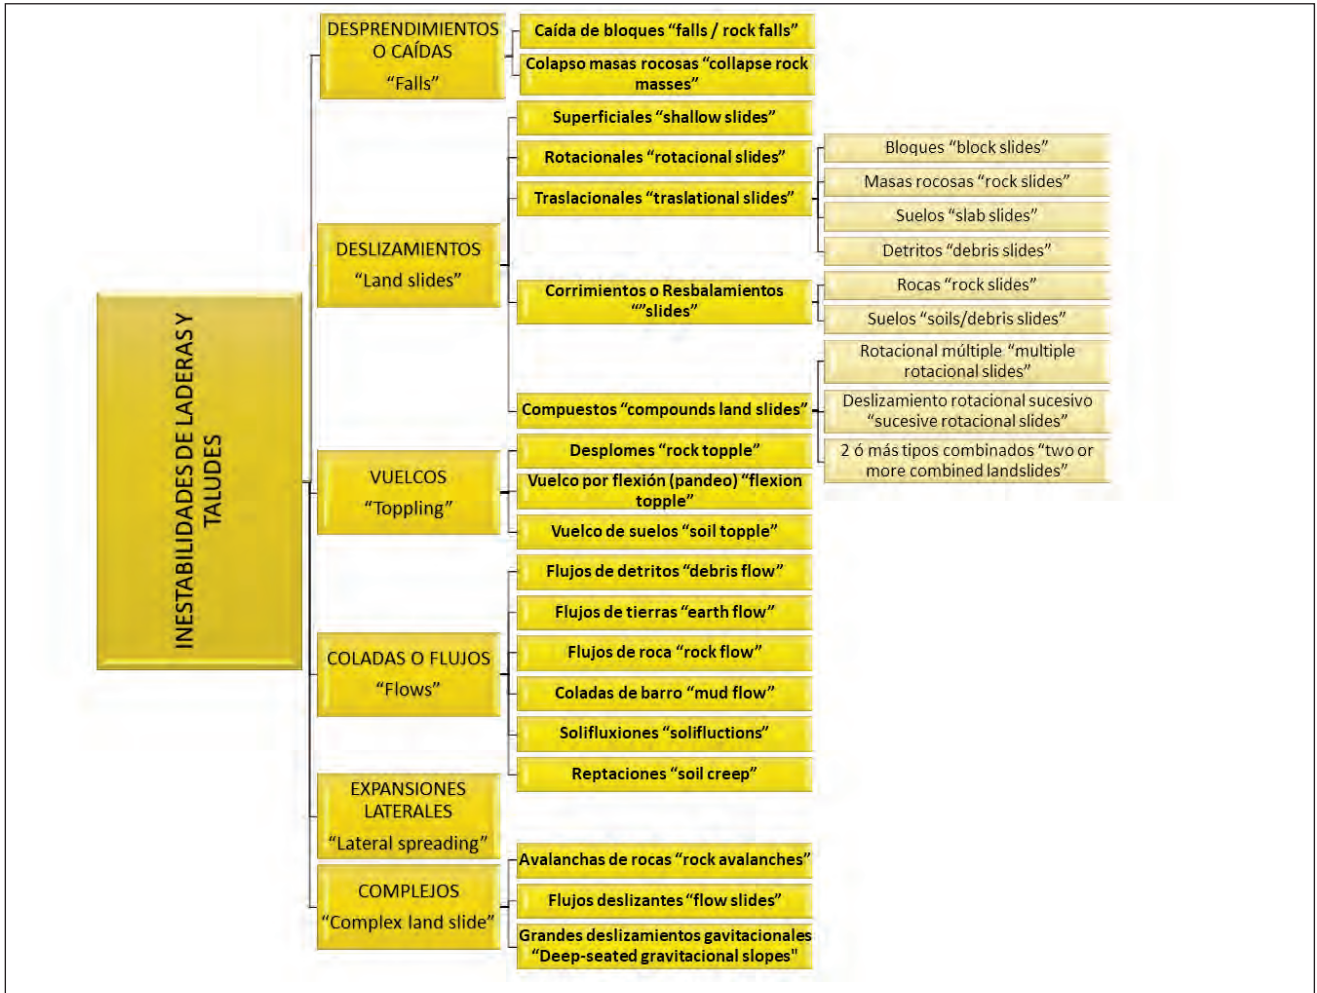 INESTABILIDADES DE LADERAS Y
TALUDES
DESPRENDIMIENTOS
O CAÍDAS
“Falls”
Caída de bloques “falls / rock falls”
Colapso masas rocosas “collapse rock
masses”
DESLIZAMIENTOS
“Land slides”
Superficiales “shallow slides”
Rotacionales “rotacional slides”
Traslacionales “traslational slides”
Bloques “block slides”
Masas rocosas “rock slides”
Suelos “slab slides”
Detritos “debris slides”
Corrimientos o Resbalamientos
“”slides”
Rocas “rock slides”
Suelos “soils/debris slides”
Compuestos “compounds land slides”
Rotacional múltiple “multiple
rotacional slides”
Deslizamiento rotacional sucesivo
“sucesive rotacional slides”
2 ó más tipos combinados “two or
more combined landslides”
VUELCOS
“Toppling”
Desplomes “rock topple”
Vuelco por flexión (pandeo) “flexion
topple”
Vuelco de suelos “soil topple”
COLADAS O FLUJOS
“Flows”
Flujos de detritos “debris flow”
Flujos de tierras “earth flow”
Flujos de roca “rock flow”
Coladas de barro “mud flow”
Solifluxiones “solifluctions”
Reptaciones “soil creep”
EXPANSIONES
LATERALES
“Lateral spreading”
COMPLEJOS
“Complex land slide”
Avalanchas de rocas “rock avalanches”
Flujos deslizantes “flow slides”
Grandes deslizamientos gavitacionales
“Deep-seated gravitacional slopes"